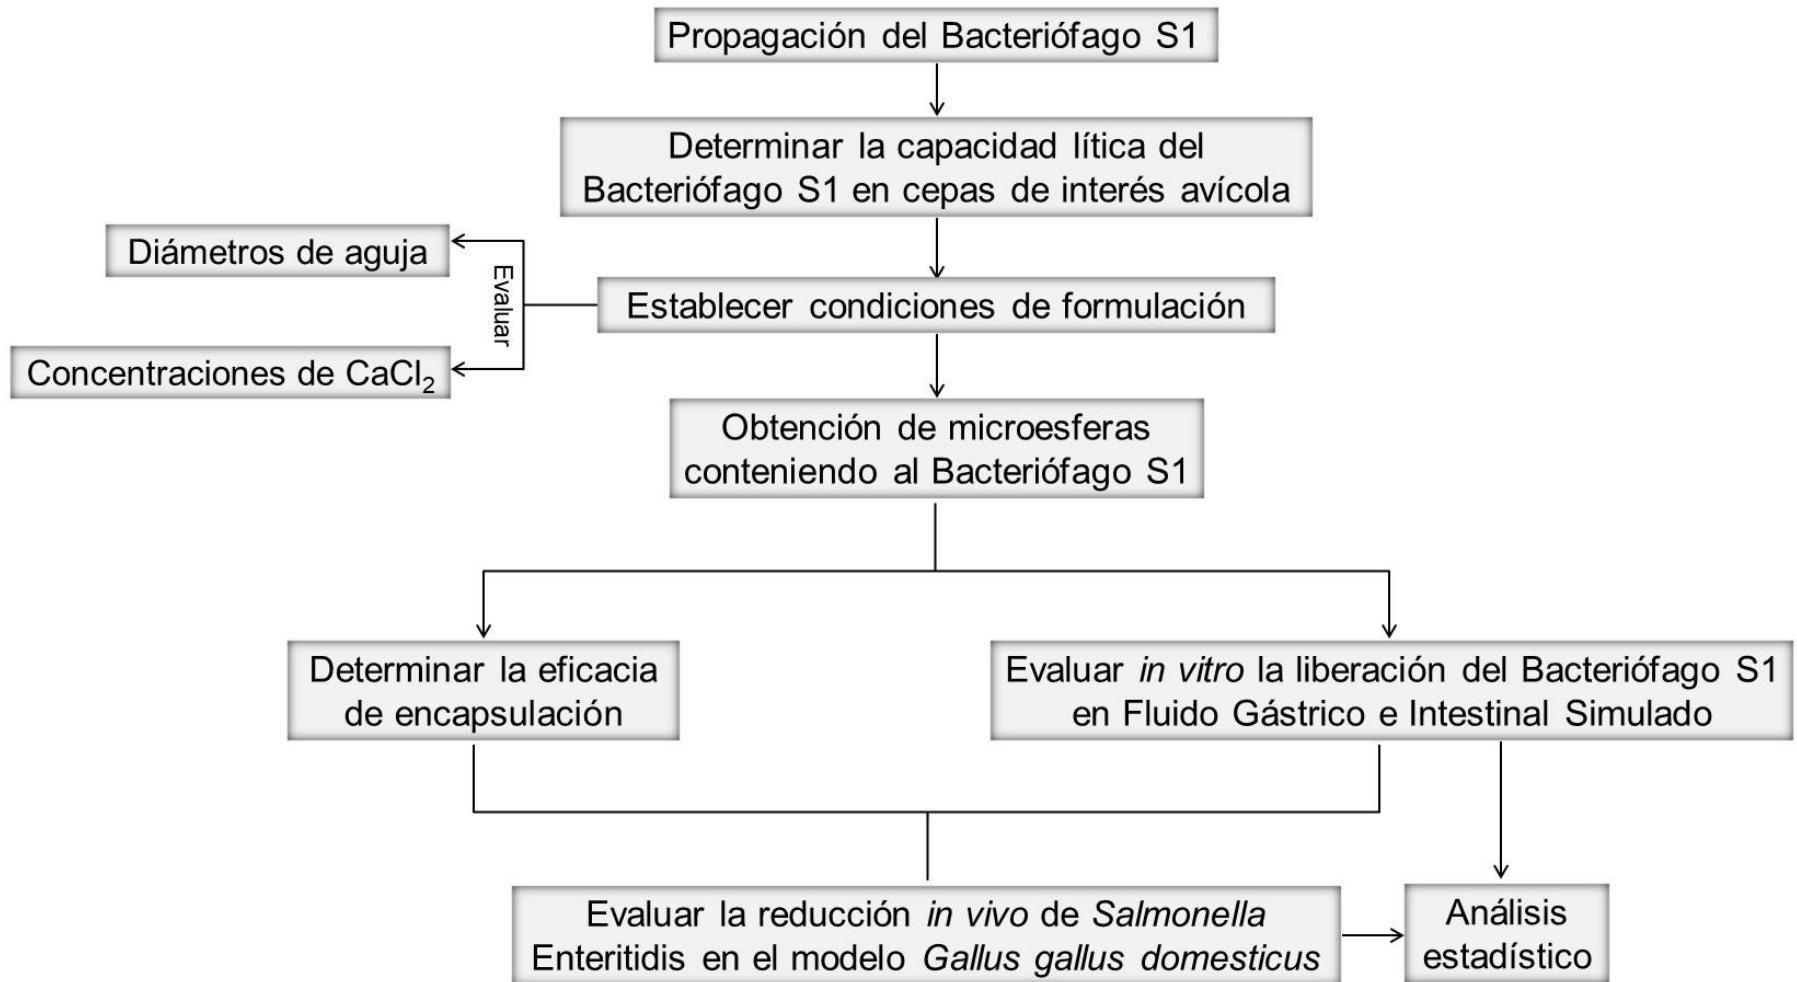 Propagación del Bacteriófago S1
Determinar la capacidad lítica del
Bacteriófago S1 en cepas de interés avícola
Diámetros de aguja
Evaluar
Establecer condiciones de formulación
Concentraciones de CaCl₂
Obtención de microesferas
conteniendo al Bacteriófago S1
Determinar la eficacia
de encapsulación
Evaluar in vitro la liberación del Bacteriófago S1
en Fluido Gástrico e Intestinal Simulado
Evaluar la reducción in vivo de Salmonella
Enteritidis en el modelo Gallus gallus domesticus
Análisis
estadístico